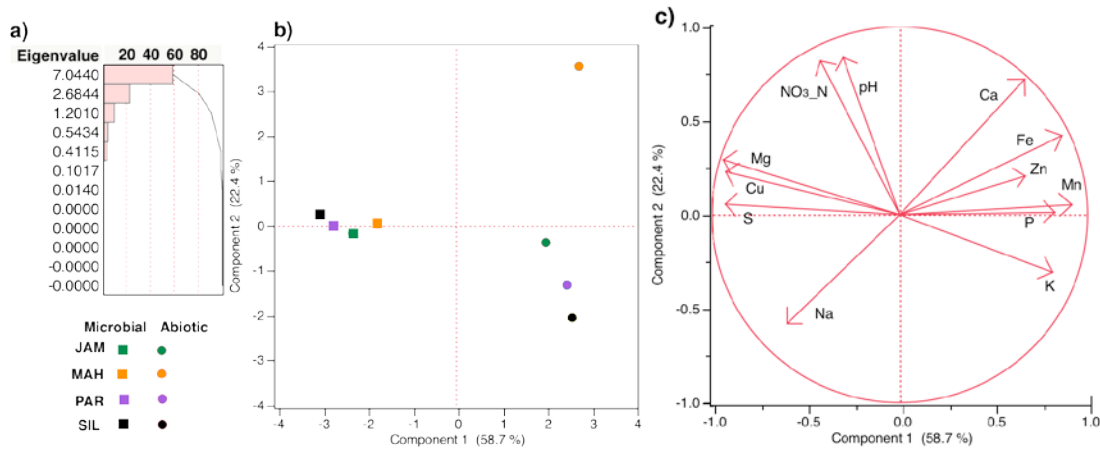 a)
Eigenvalue 20 40 60 80
7.0440
2.6844
1.2010
0.5434
0.4115
0.1017
0.0140
0.0000
0.0000
0.0000
-0.0000
-0.0000
Microbial Abiotic
JAM
MAH
PAR
SIL
b)
Component 2 (22.4 %)
4
3
2
1
0
-1
-2
-3
-4
-4 -3 -2 -1 0 1 2 3 4
Component 1 (58.7 %)
c)
Component 2 (22.4 %)
1.0
0.5
0.0
-0.5
-1.0
NO3_N
pH
Ca
Fe
Mg
Zn
Cu
Mn
S
P
K
Na
-1.0 -0.5 0.0 0.5 1.0
Component 1 (58.7 %)